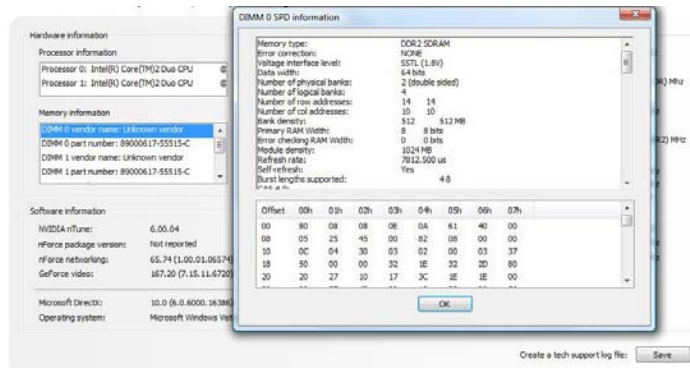 DIMM 0 SPD information
Hardware information
Processor information
Processor 0: Intel(R) Core(TM)2 Duo CPU @
Processor 1: Intel(R) Core(TM)2 Duo CPU @
Memory information
DIMM 0 vendor name: Unknown vendor
DIMM 0 part number: 89000617-55515-C
DIMM 1 vendor name: Unknown vendor
DIMM 1 part number: 89000617-55515-C
Software information
NVIDIA nTune: 6.00.04
nForce package version: Not reported
nForce networking: 65.74 (1.00.01.06574)
GeForce video: 167.20 (7.15.11.6720)
Microsoft DirectX: 10.0 (6.0.6000.16386)
Operating system: Microsoft Windows Vist
Memory type: DDR2 SDRAM
Error correction: NONE
Voltage interface level: SSTL (1.8V)
Data width: 64 bits
Number of physical banks: 2 (double sided)
Number of logical banks: 4
Number of row addresses: 14 14
Number of col addresses: 10 10
Bank density: 512 512 MB
Primary RAM Width: 8 8 bits
Error checking RAM Width: 0 0 bits
Module density: 1024 MB
Refresh rate: 7812.500 us
Self-refresh: Yes
Burst lengths supported: 4 8
Offset 00h 01h 02h 03h 04h 05h 06h 07h
00 80 08 08 0E 0A 61 40 00
08 05 25 45 00 82 08 00 00
10 0C 04 30 03 02 00 03 37
18 50 00 00 32 1E 32 2D 80
20 20 27 10 17 3C 1E 1E 00
OK
R) MHz
R2) MHz
Create a tech support log file: Save